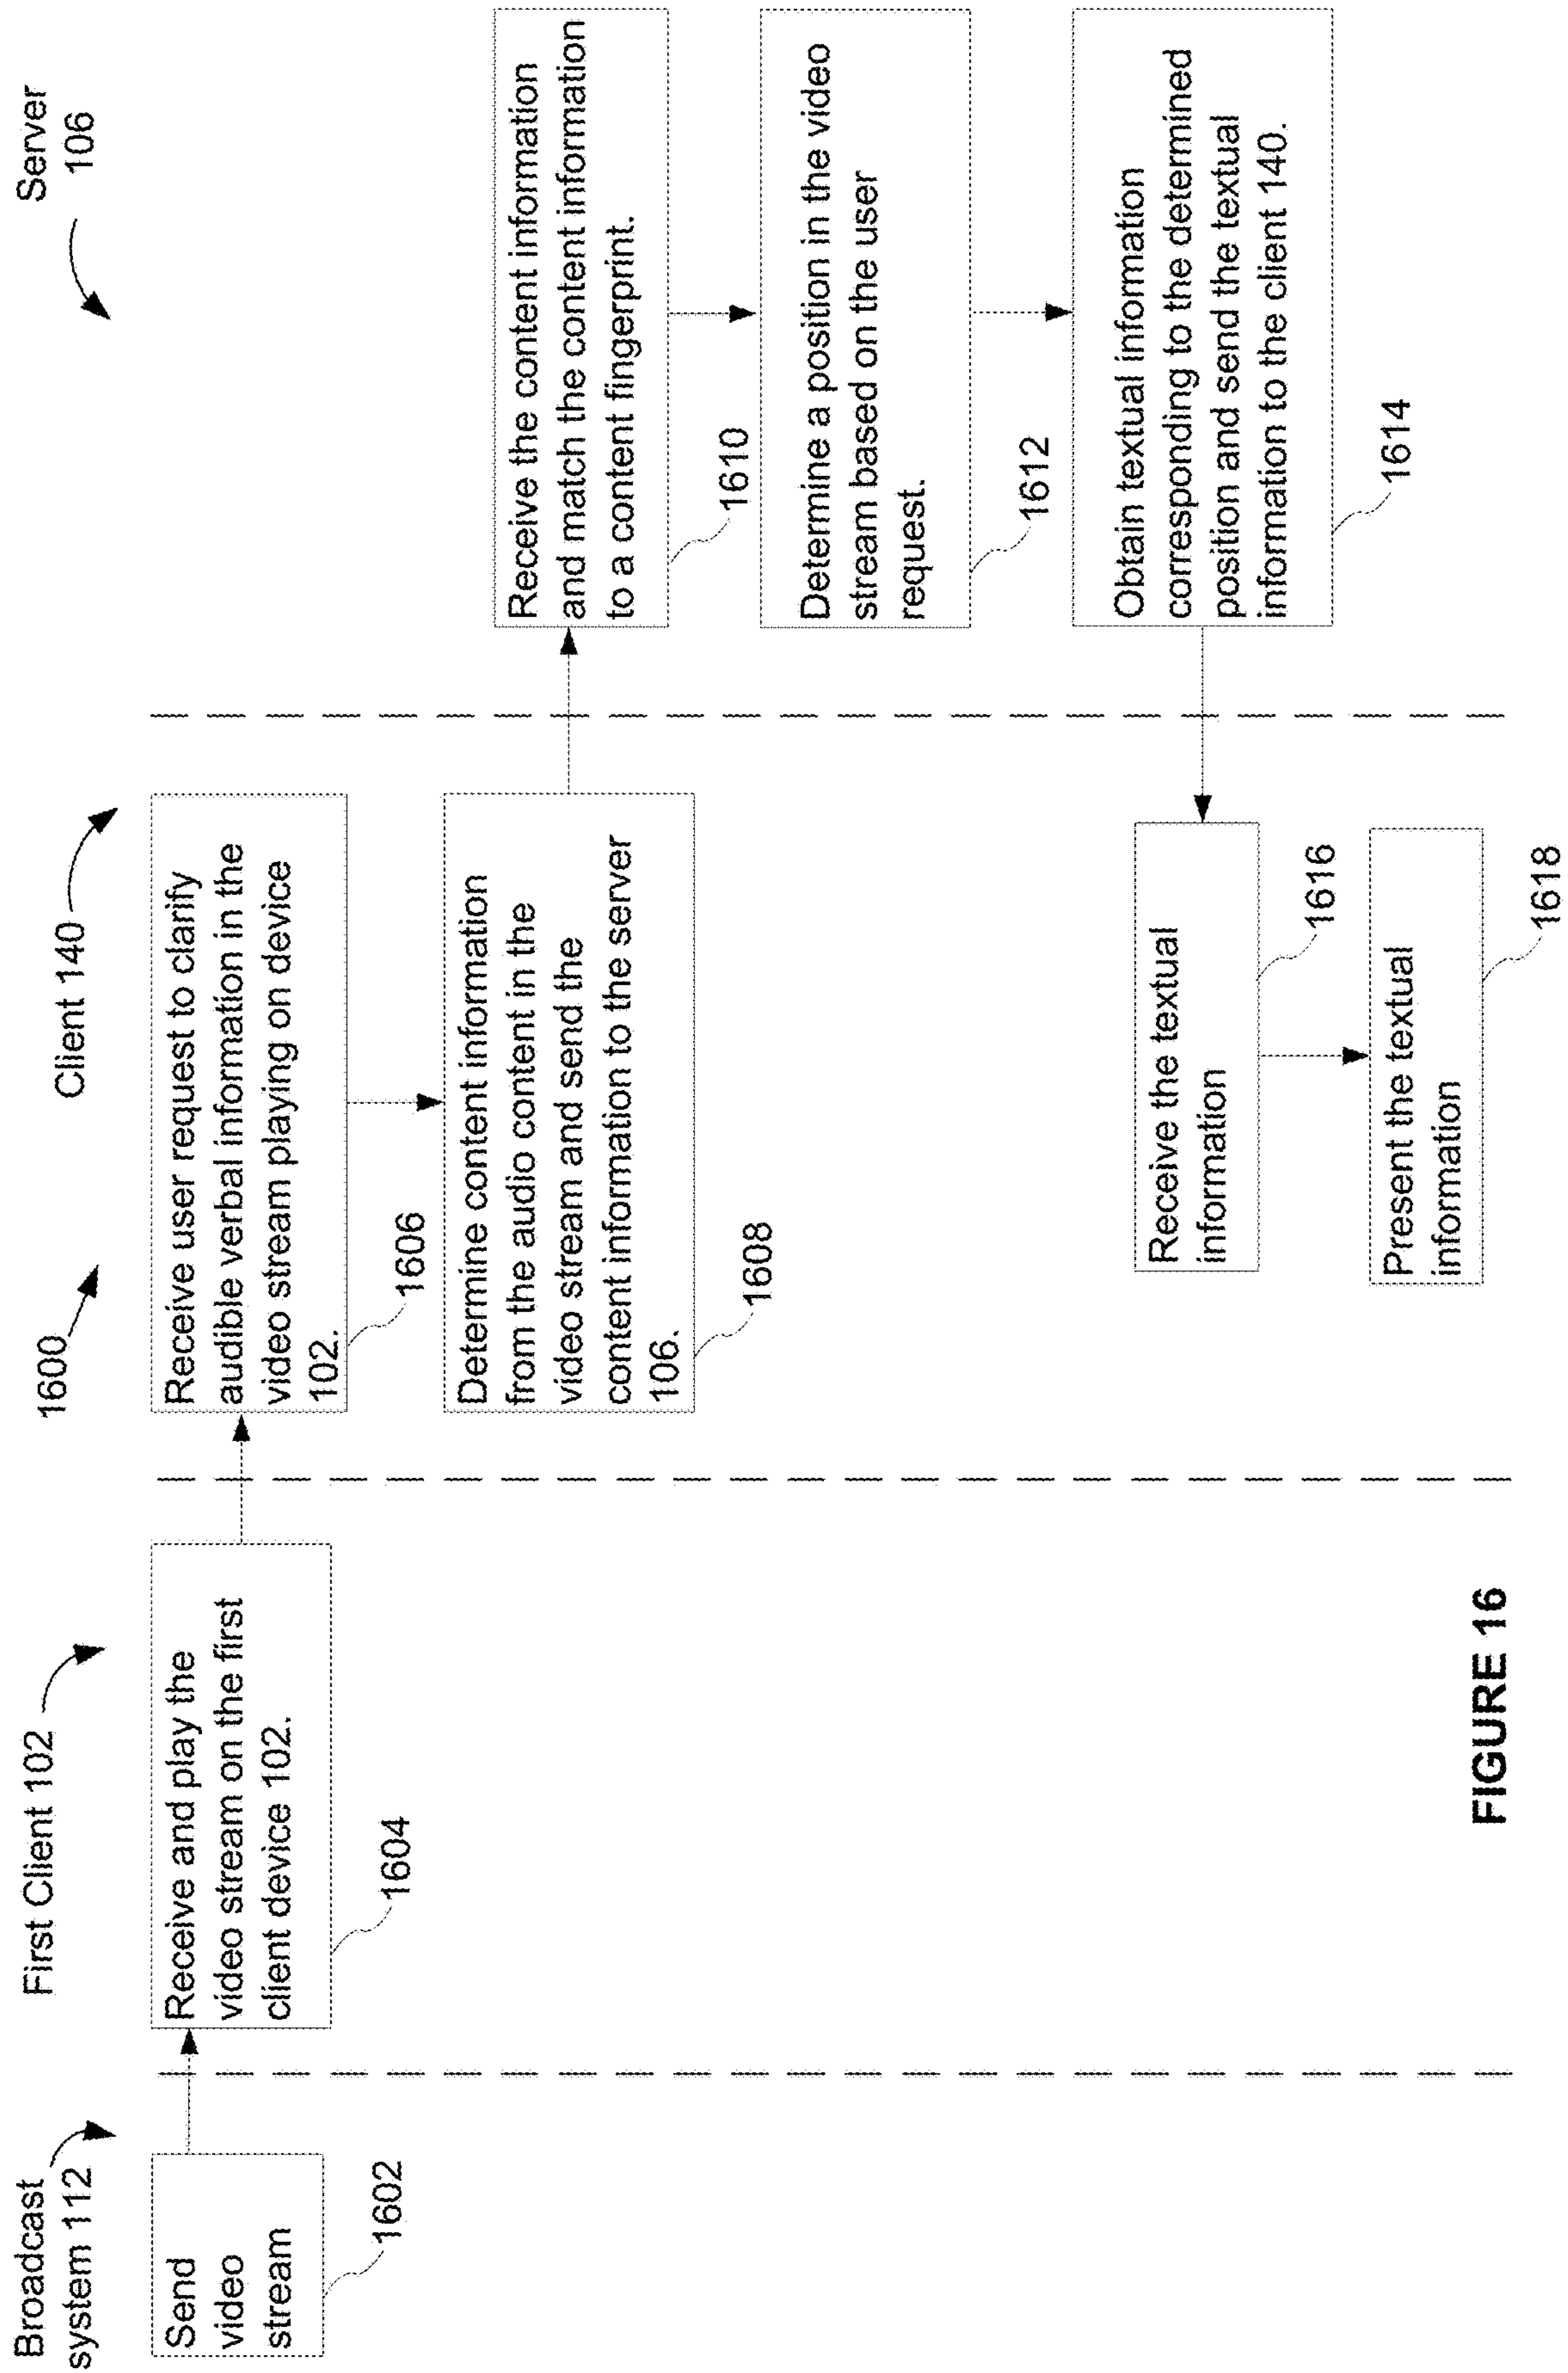 1600
Broadcast
system 112
First Client 102
Client 140
Server
106
Send
video
stream
1602
Receive and play the
video stream on the first
client device 102.
1604
Receive user request to clarify
audible verbal information in the
video stream playing on device
102.
1606
Determine content information
from the audio content in the
video stream and send the
content information to the server
106.
1608
Receive the content information
and match the content information
to a content fingerprint.
1610
Determine a position in the video
stream based on the user
request.
1612
Obtain textual information
corresponding to the determined
position and send the textual
information to the client 140.
1614
Receive the textual
information
1616
Present the textual
information
1618
FIGURE 16